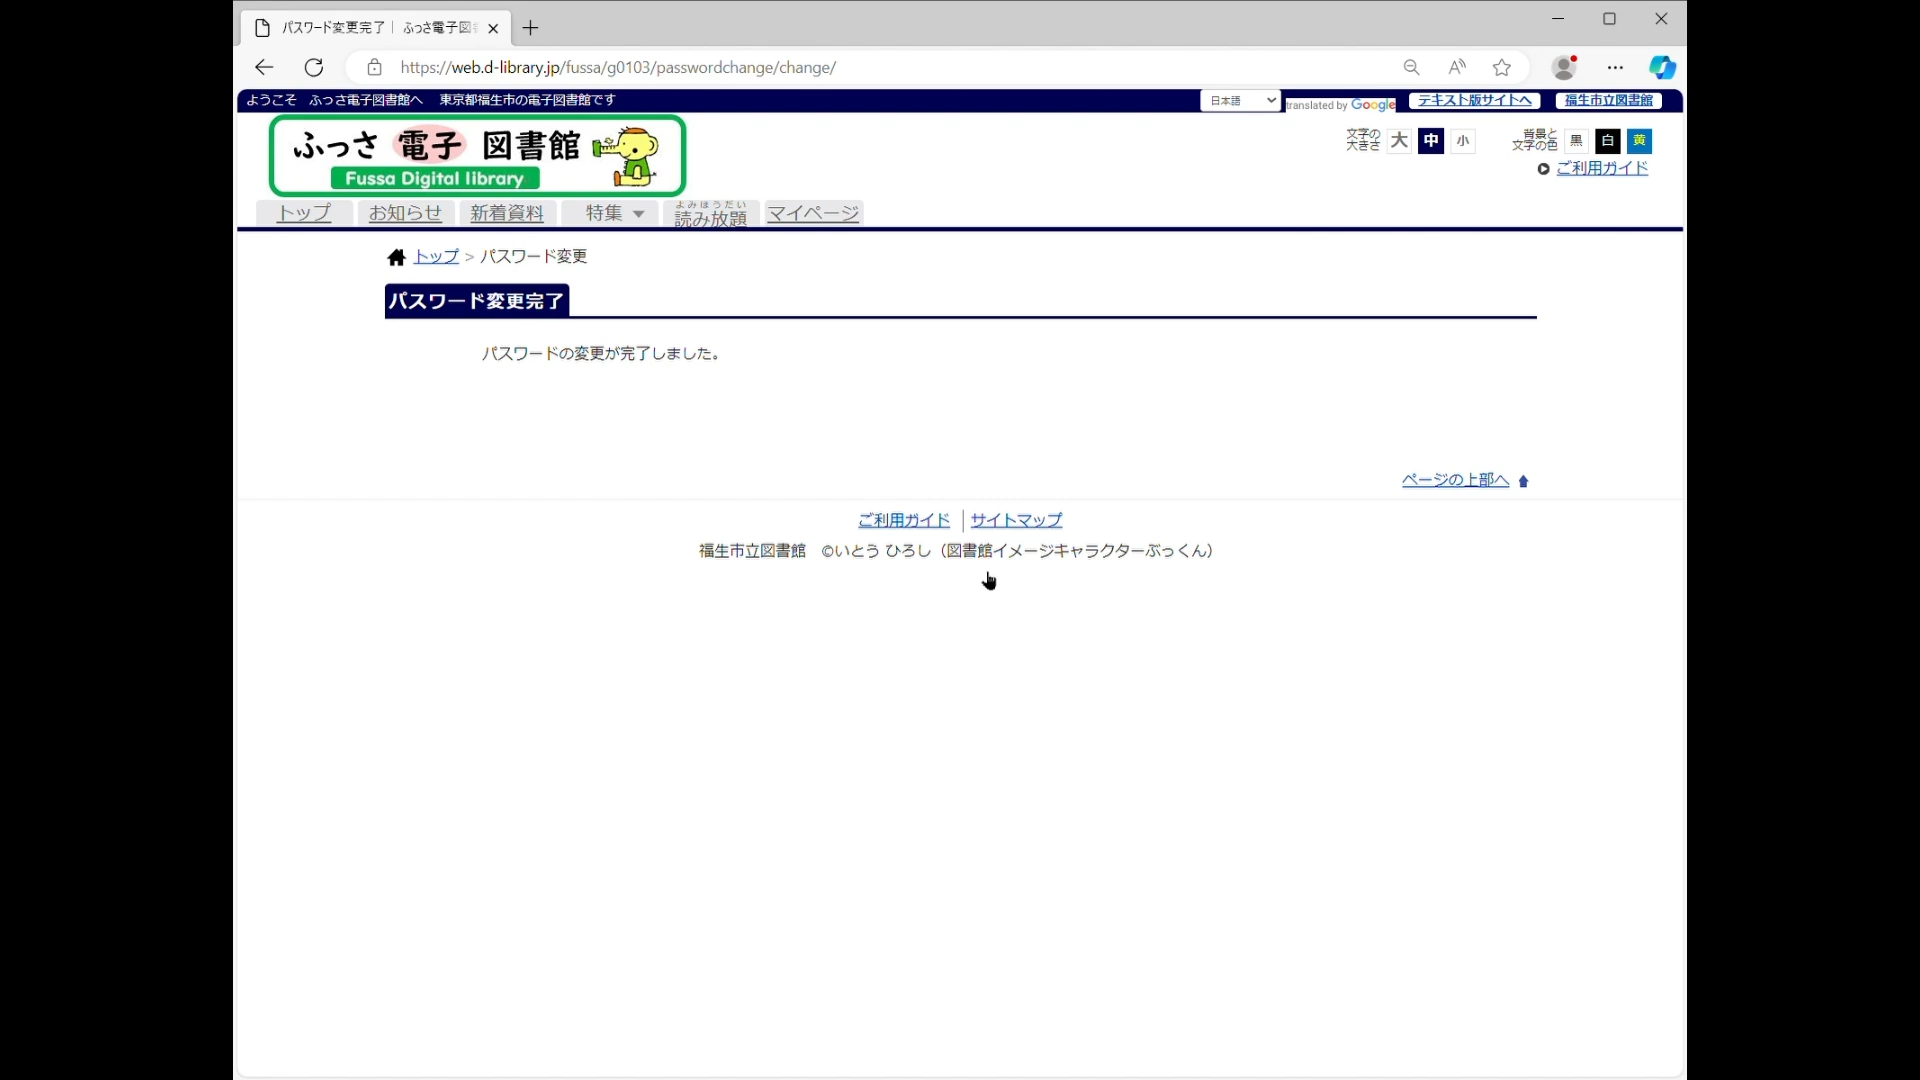 パスワード変更完了｜ ふっさ電子図
https://web.d-library.jp/fussa/g0103/passwordchange/change/
ようこそ ふっさ電子図書館へ 東京都福生市の電子図書館です
日本語
translated by Google
テキスト版サイトへ
福生市立図書館
ふっさ 電子 図書館
Fussa Digital library
文字の大きさ 大 中 小
背景と文字の色 黒 白 黄
ご利用ガイド
トップ お知らせ 新着資料 特集 読み放題 マイページ
よみほうだい
トップ > パスワード変更
パスワード変更完了
パスワードの変更が完了しました。
ページの上部へ
ご利用ガイド サイトマップ
福生市立図書館 ©いとう ひろし（図書館イメージキャラクターぶっくん）